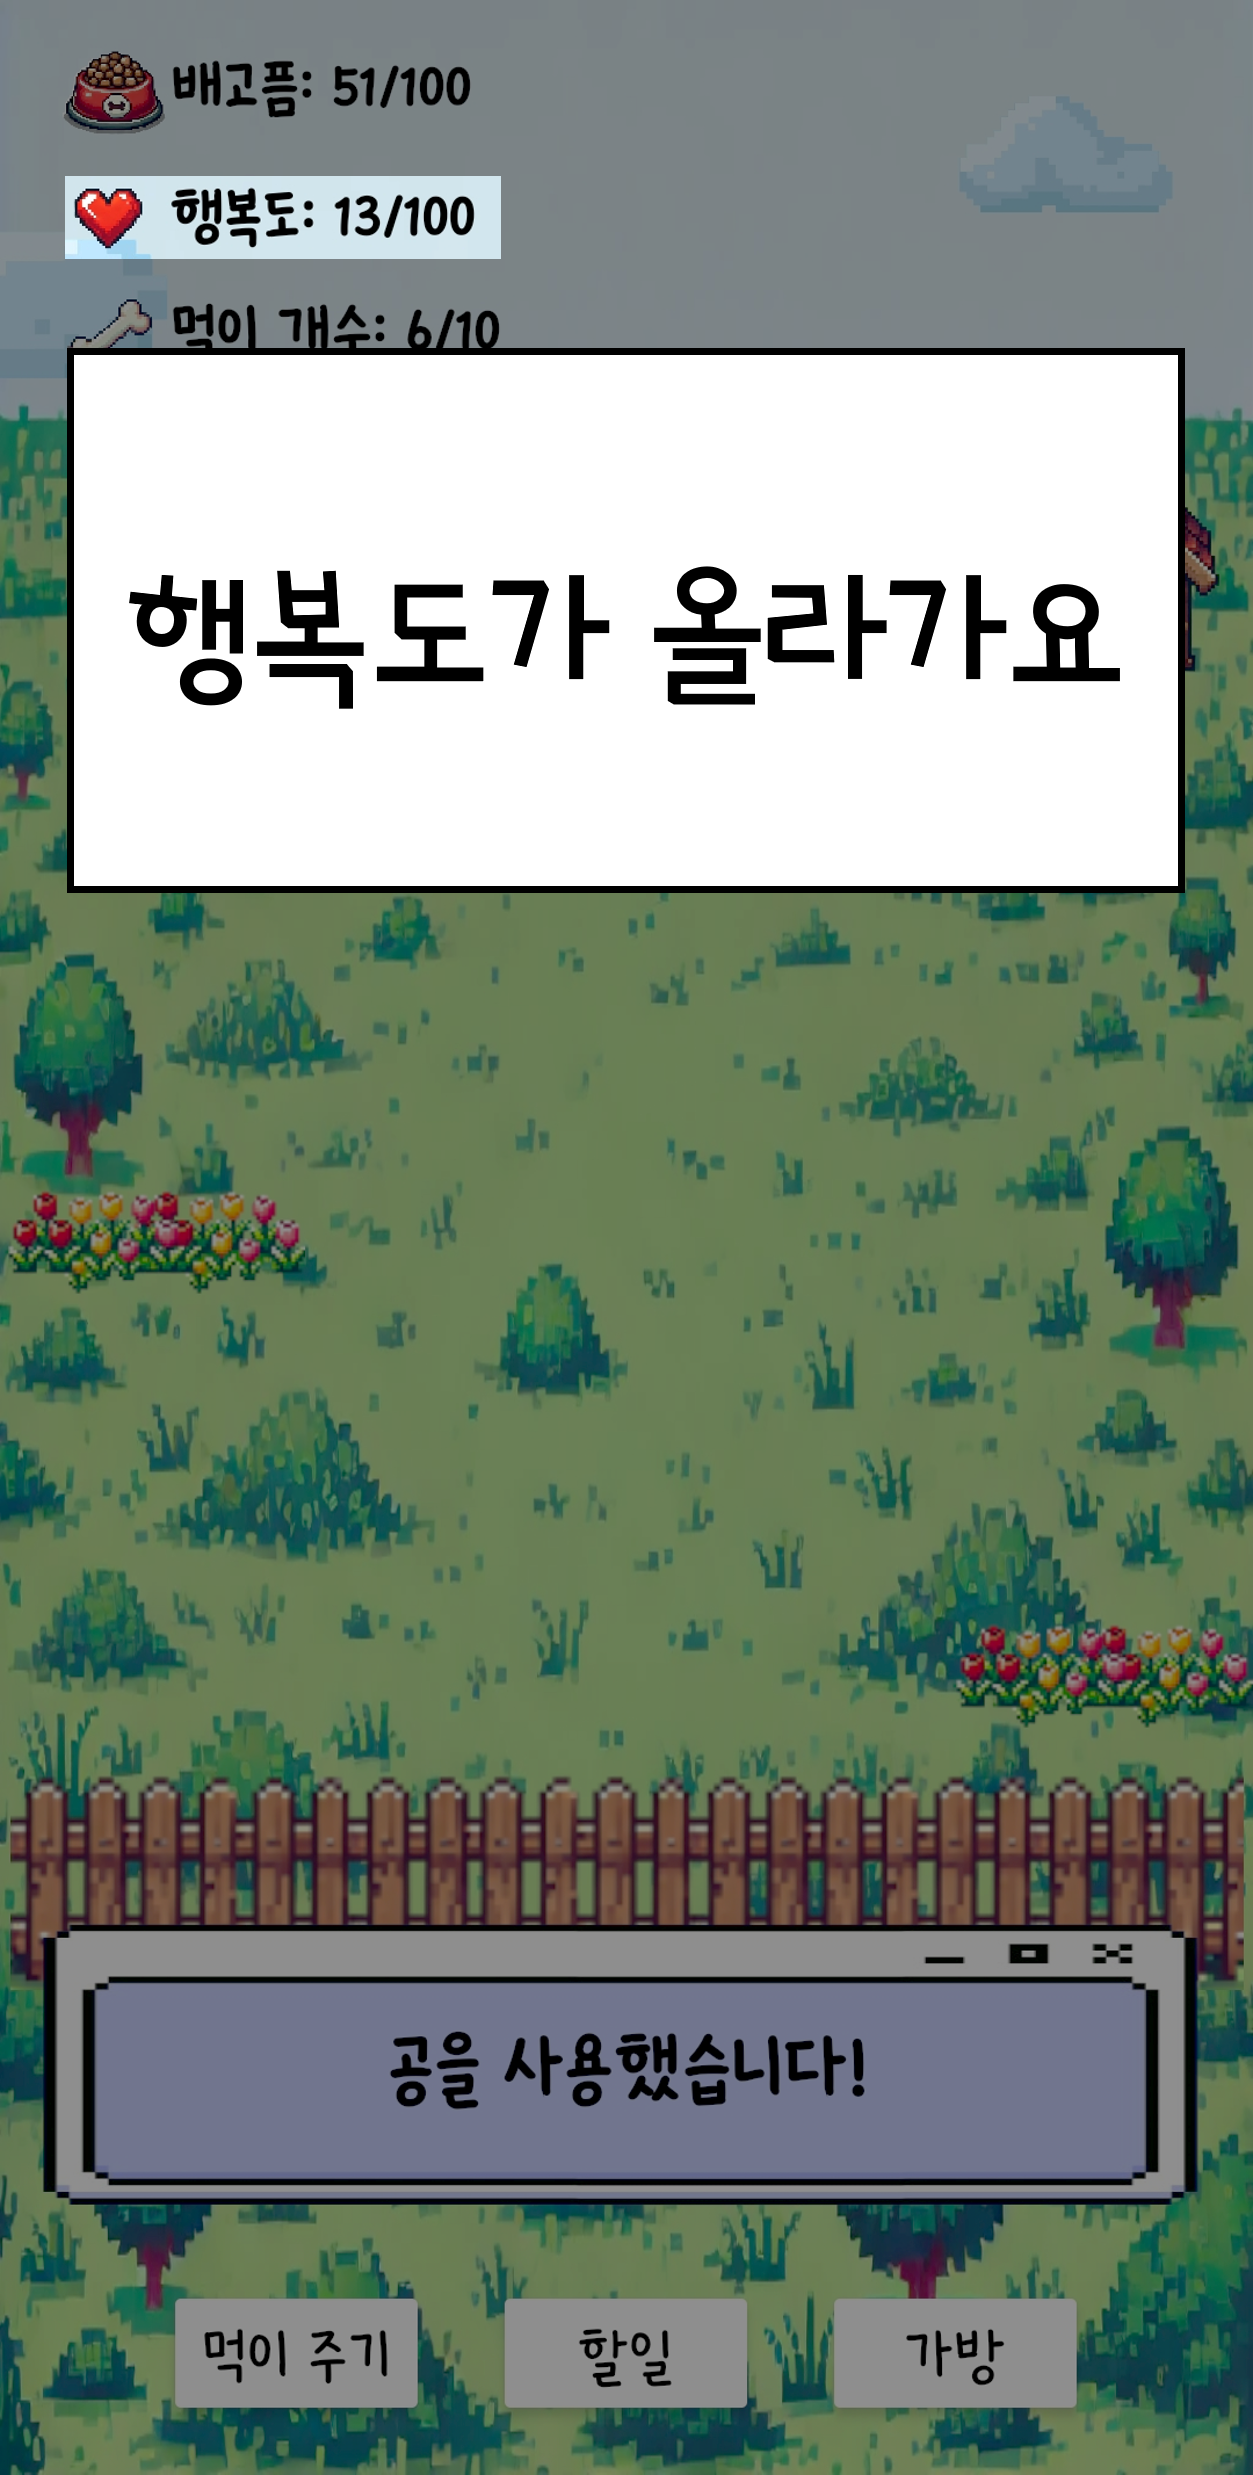 배고픔: 51/100
행복도: 13/100
먹이 개수: 6/10
행복도가 올라가요
공을 사용했습니다!
먹이 주기
할일
가방